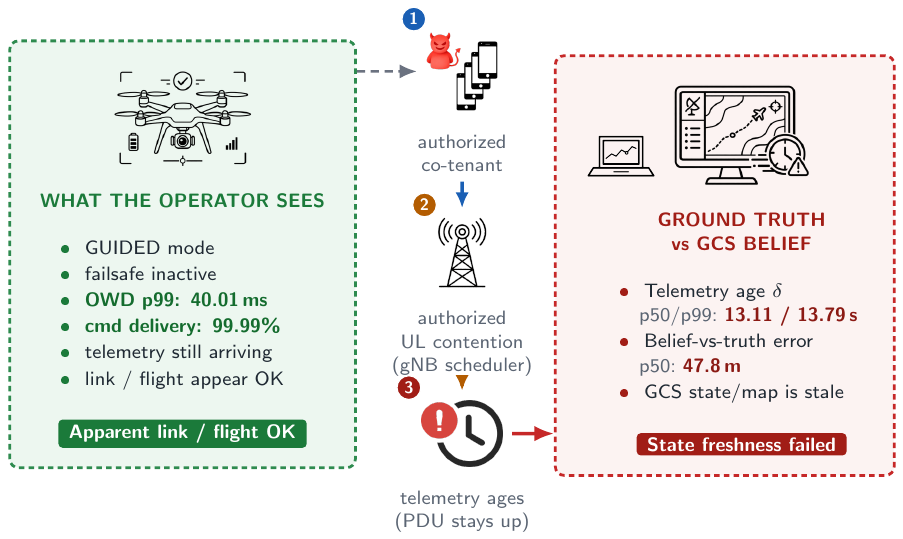 WHAT THE OPERATOR SEES
GUIDED mode
failsafe inactive
OWD p99: 40.01 ms
cmd delivery: 99.99%
telemetry still arriving
link / flight appear OK
Apparent link / flight OK
1
authorized
co-tenant
2
authorized
UL contention
(gNB scheduler)
3
telemetry ages
(PDU stays up)
GROUND TRUTH
vs GCS BELIEF
Telemetry age δ
p50/p99: 13.11 / 13.79 s
Belief-vs-truth error
p50: 47.8 m
GCS state/map is stale
State freshness failed